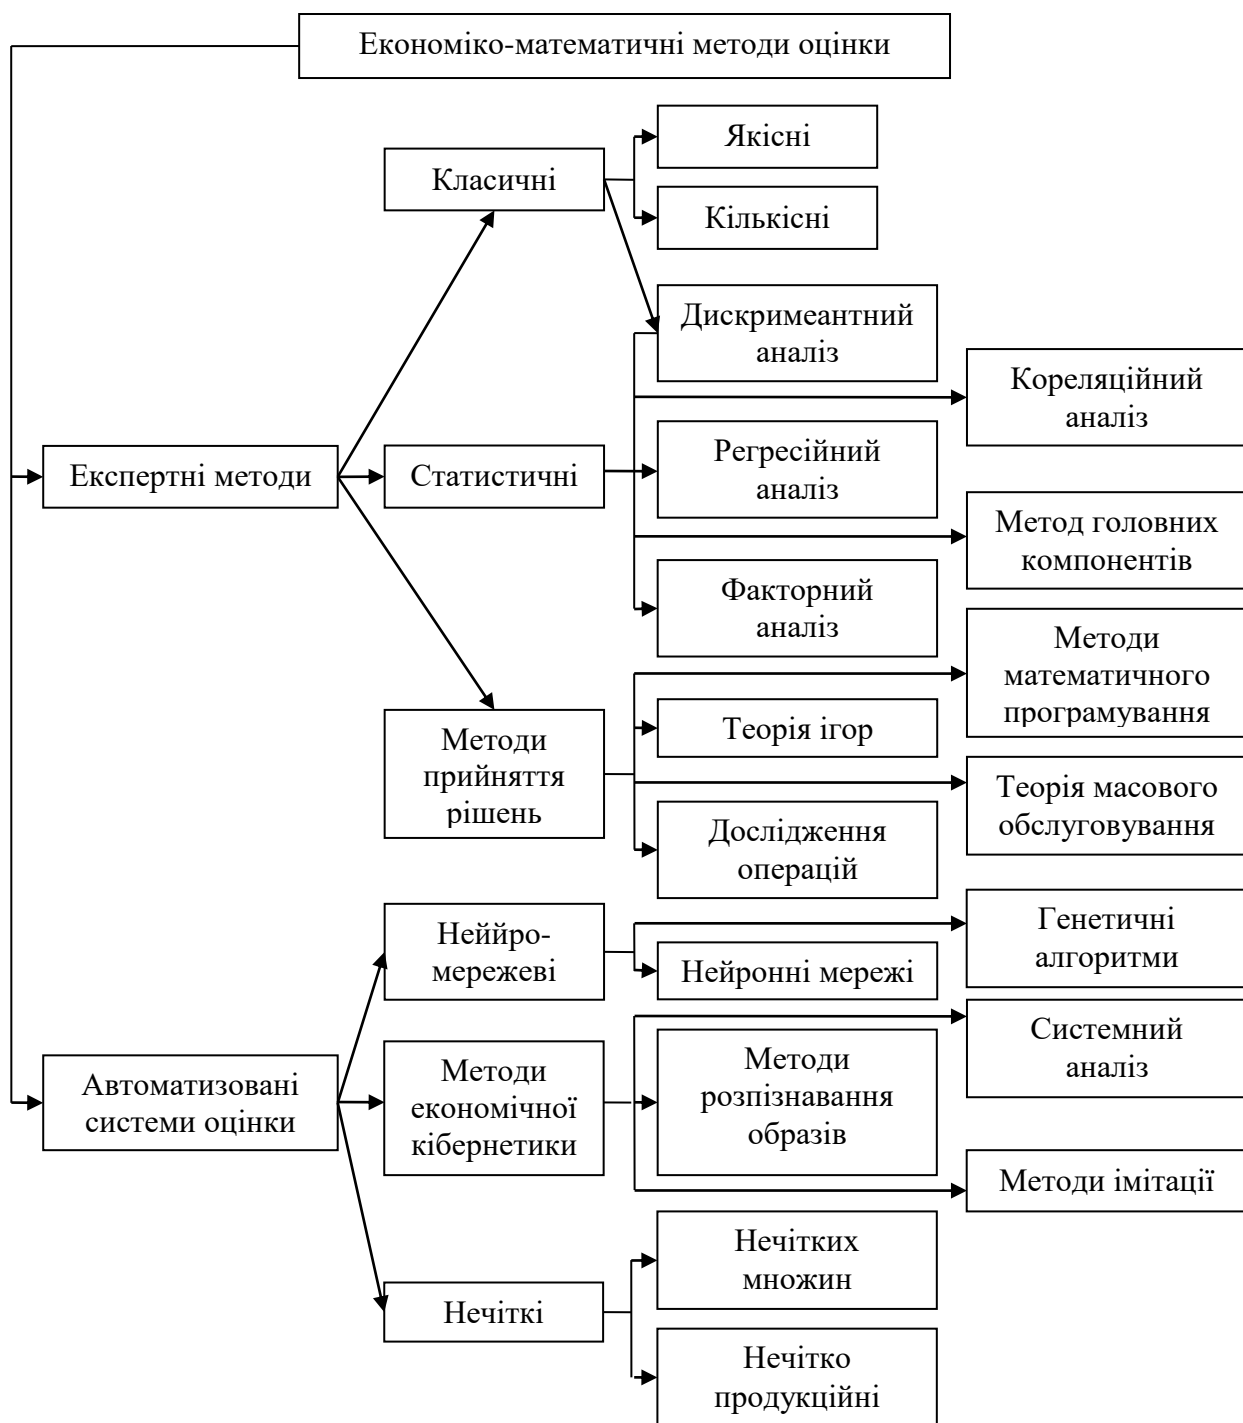 Економіко-математичні методи оцінки
Якісні
Класичні
Кількісні
Дискримеантний
аналіз
Кореляційний
аналіз
Експертні методи
Статистичні
Регресійний
аналіз
Метод головних
компонентів
Факторний
аналіз
Методи
математичного
програмування
Методи
прийняття
рішень
Теорія ігор
Теорія масового
обслуговування
Дослідження
операцій
Неййро-
мережеві
Генетичні
алгоритми
Нейронні мережі
Системний
аналіз
Автоматизовані
системи оцінки
Методи
економічної
кібернетики
Методи
розпізнавання
образів
Методи імітації
Нечітких
множин
Нечіткі
Нечітко
продукційні